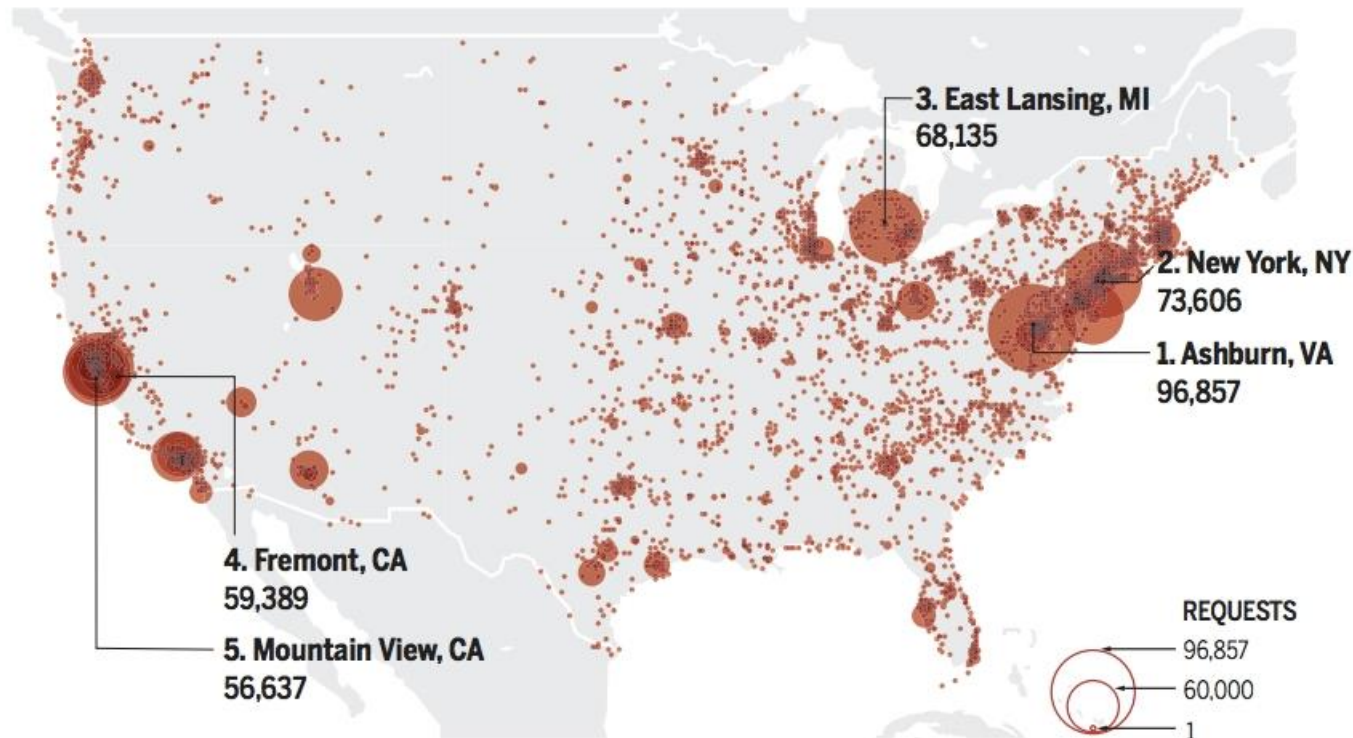 3. East Lansing, MI
68,135
2. New York, NY
73,606
1. Ashburn, VA
96,857
4. Fremont, CA
59,389
5. Mountain View, CA
56,637
REQUESTS
96,857
60,000
1